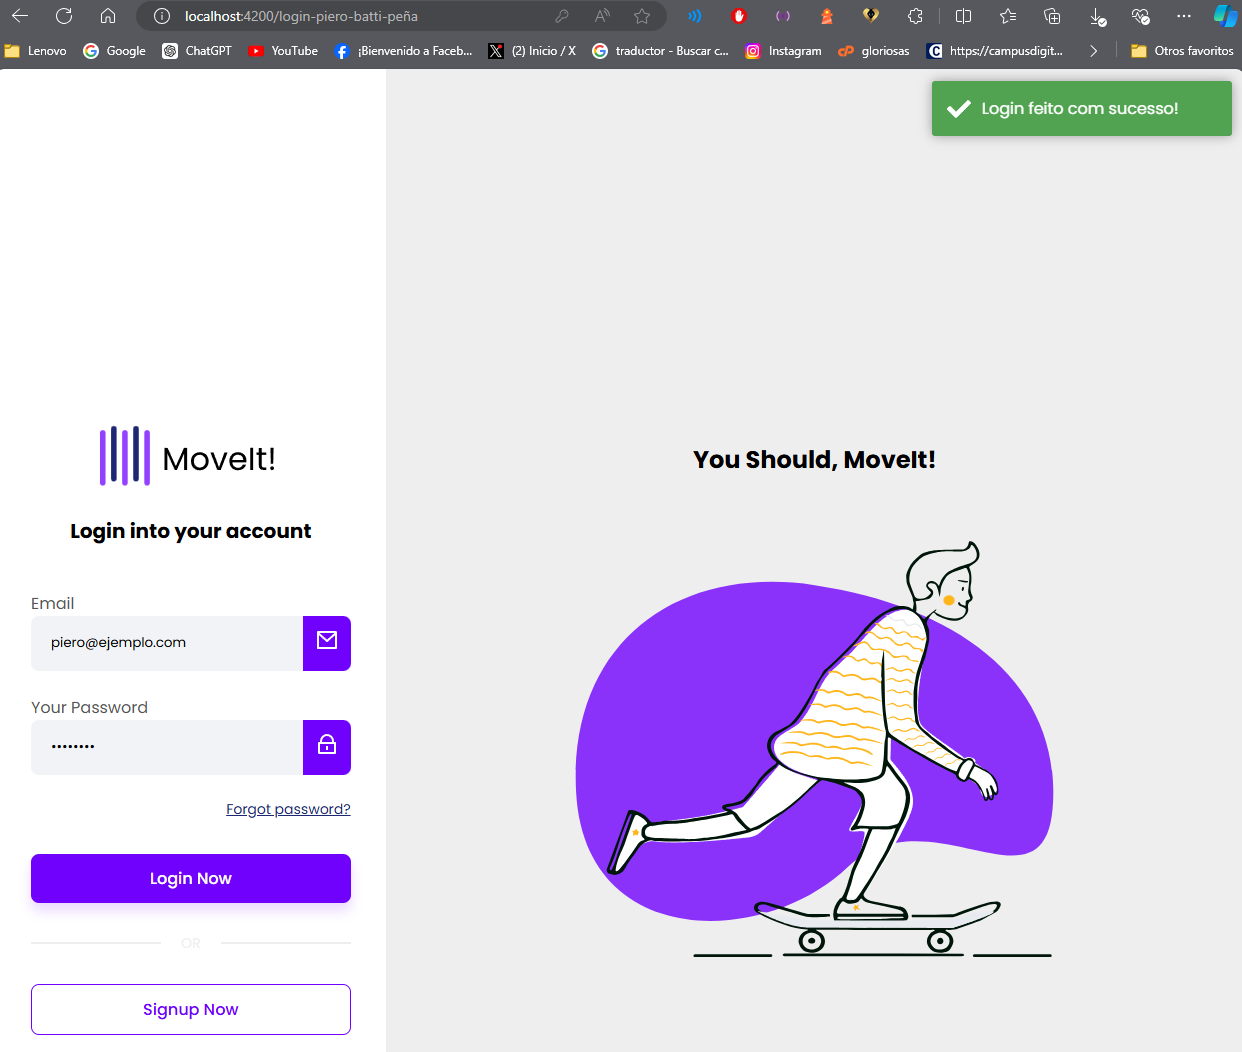 localhost:4200/login-piero-batti-peña
Lenovo
Google
ChatGPT
YouTube
¡Bienvenido a Faceb...
(2) Inicio / X
traductor - Buscar c...
Instagram
gloriosas
https://campusdigit...
Otros favoritos
Login feito com sucesso!
MoveIt!
Login into your account
Email
piero@ejemplo.com
Your Password
••••••••
Forgot password?
Login Now
OR
Signup Now
You Should, MoveIt!